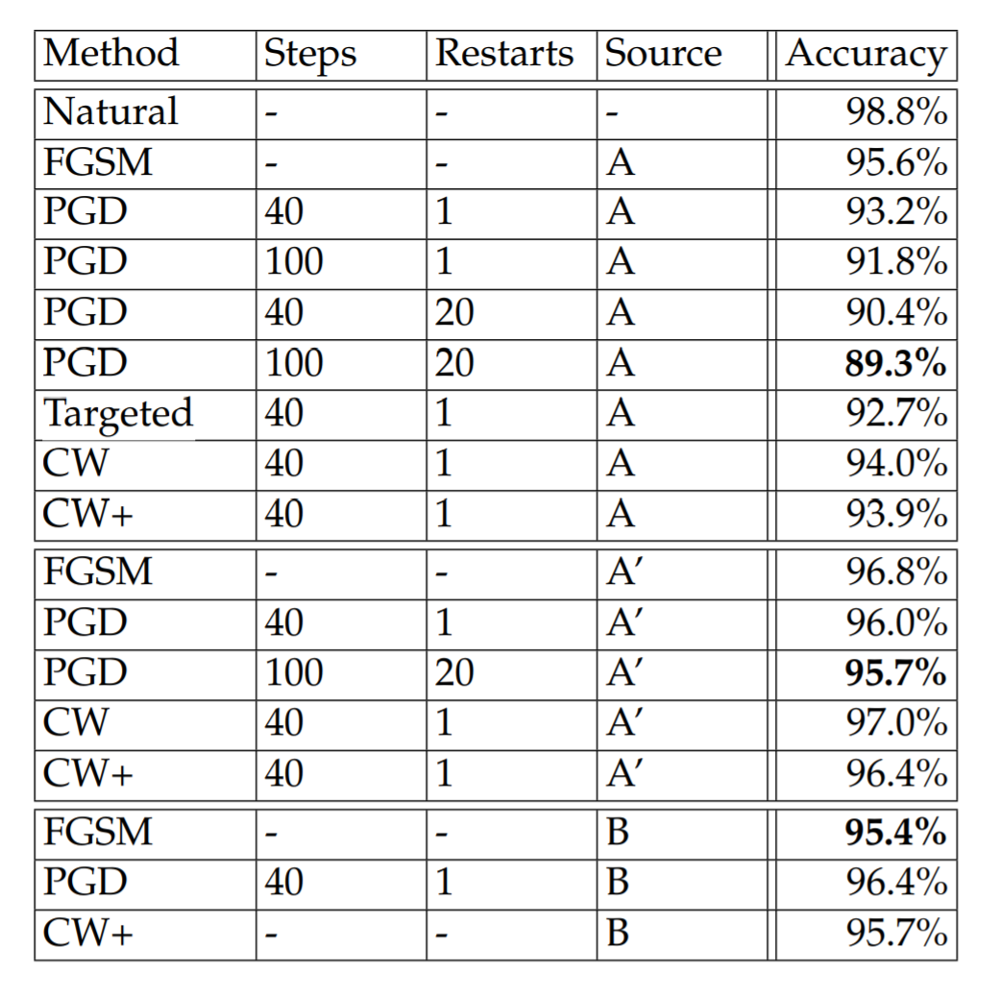 Method Steps Restarts Source Accuracy
Natural - - - 98.8%
FGSM - - A 95.6%
PGD 40 1 A 93.2%
PGD 100 1 A 91.8%
PGD 40 20 A 90.4%
PGD 100 20 A 89.3%
Targeted 40 1 A 92.7%
CW 40 1 A 94.0%
CW+ 40 1 A 93.9%
FGSM - - A′ 96.8%
PGD 40 1 A′ 96.0%
PGD 100 20 A′ 95.7%
CW 40 1 A′ 97.0%
CW+ 40 1 A′ 96.4%
FGSM - - B 95.4%
PGD 40 1 B 96.4%
CW+ - - B 95.7%